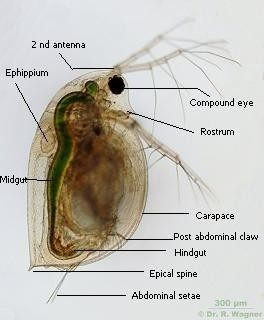 2 nd antenna
Ephippium
Compound eye
Rostrum
Midgut
Carapace
Post abdominal claw
Hindgut
Epical spine
Abdominal setae
300 µm
© Dr. R. Wagner